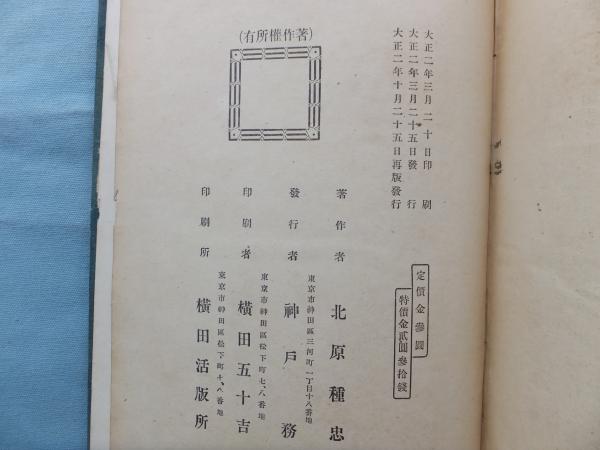 大正二年三月二十日印刷
大正二年三月二十五日發行
大正二年十月二十五日再版發行
定價金參圓
特價金貳圓參拾錢
(有所權作著)
著作者 北原種忠
東京市神田區三河町一丁目十八番地
發行者 神戸務
東京市神田區松下町七、八番地
印刷者 橫田五十吉
東京市神田區松下町七、八番地
印刷所 橫田活版所